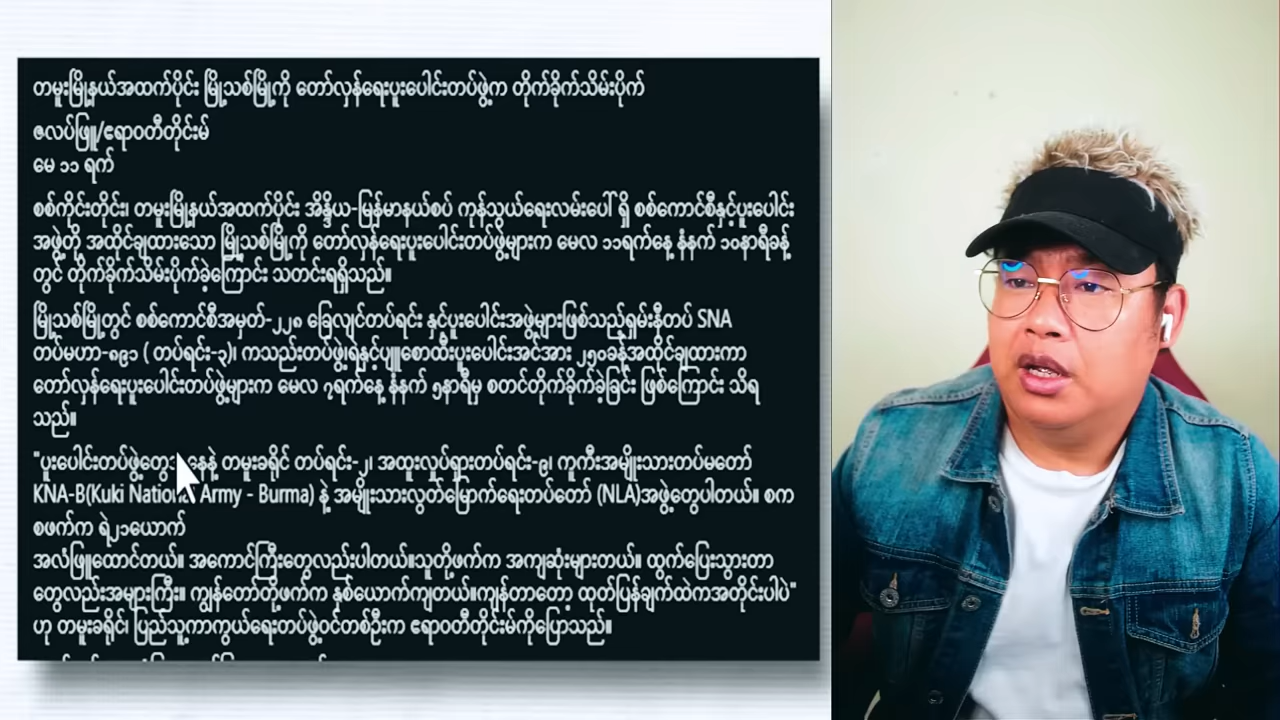 တမူးမြို့နယ်အထက်ပိုင်း မြို့သစ်မြို့ကို တော်လှန်ရေးပူးပေါင်းတပ်ဖွဲ့က တိုက်ခိုက်သိမ်းပိုက်
ဇလပ်ဖြူ/ဧရာဝတီတိုင်းမ်
မေ ၁၁ ရက်
စစ်ကိုင်းတိုင်း၊ တမူးမြို့နယ်အထက်ပိုင်း အိန္ဒိယ-မြန်မာနယ်စပ် ကုန်သွယ်ရေးလမ်းပေါ် ရှိ စစ်ကောင်စီနှင့်ပူးပေါင်း
အဖွဲ့တို့ အထိုင်ချထားသော မြို့သစ်မြို့ကို တော်လှန်ရေးပူးပေါင်းတပ်ဖွဲ့များက မေလ ၁၁ရက်နေ့ နံနက် ၁၀နာရီခန့်
တွင် တိုက်ခိုက်သိမ်းပိုက်ခဲ့ကြောင်း သတင်းရရှိသည်။
မြို့သစ်မြို့တွင် စစ်ကောင်စီအမှတ်-၂၂၈ ခြေလျင်တပ်ရင်း နှင့်ပူးပေါင်းအဖွဲ့များဖြစ်သည့်ရှမ်းနီတပ် SNA
တပ်မဟာ-၈၉၁ ( တပ်ရင်း-၃)၊ ကသည်းတပ်ဖွဲ့၊ရဲနှင့်ပျူစောထီးပူးပေါင်းအင်အား ၂၅၀ခန့်အထိုင်ချထားကာ
တော်လှန်ရေးပူးပေါင်းတပ်ဖွဲ့များက မေလ ၇ရက်နေ့ နံနက် ၅နာရီမှ စတင်တိုက်ခိုက်ခဲ့ခြင်း ဖြစ်ကြောင်း သိရ
သည်။
"ပူးပေါင်းတပ်ဖွဲ့တွေအနေနဲ့ တမူးခရိုင် တပ်ရင်း-၂၊ အထူးလှုပ်ရှားတပ်ရင်း-၉၊ ကူကီးအမျိုးသားတပ်မတော်
KNA-B(Kuki National Army - Burma) နဲ့ အမျိုးသားလွတ်မြောက်ရေးတပ်တော် (NLA)အဖွဲ့တွေပါတယ်။ စက
စဖက်က ရဲ၂၁ယောက်
အလံဖြူထောင်တယ်။ အကောင်ကြီးတွေလည်းပါတယ်။သူတို့ဖက်က အကျဆုံးများတယ်။ ထွက်ပြေးသွားတာ
တွေလည်းအများကြီး။ ကျွန်တော်တို့ဖက်က နှစ်ယောက်ကျတယ်။ကျန်တာတော့ ထုတ်ပြန်ချက်ထဲကအတိုင်းပါပဲ"
ဟု တမူးခရိုင်၊ ပြည်သူ့ကာကွယ်ရေးတပ်ဖွဲ့ဝင်တစ်ဦးက ဧရာဝတီတိုင်းမ်ကိုပြောသည်။